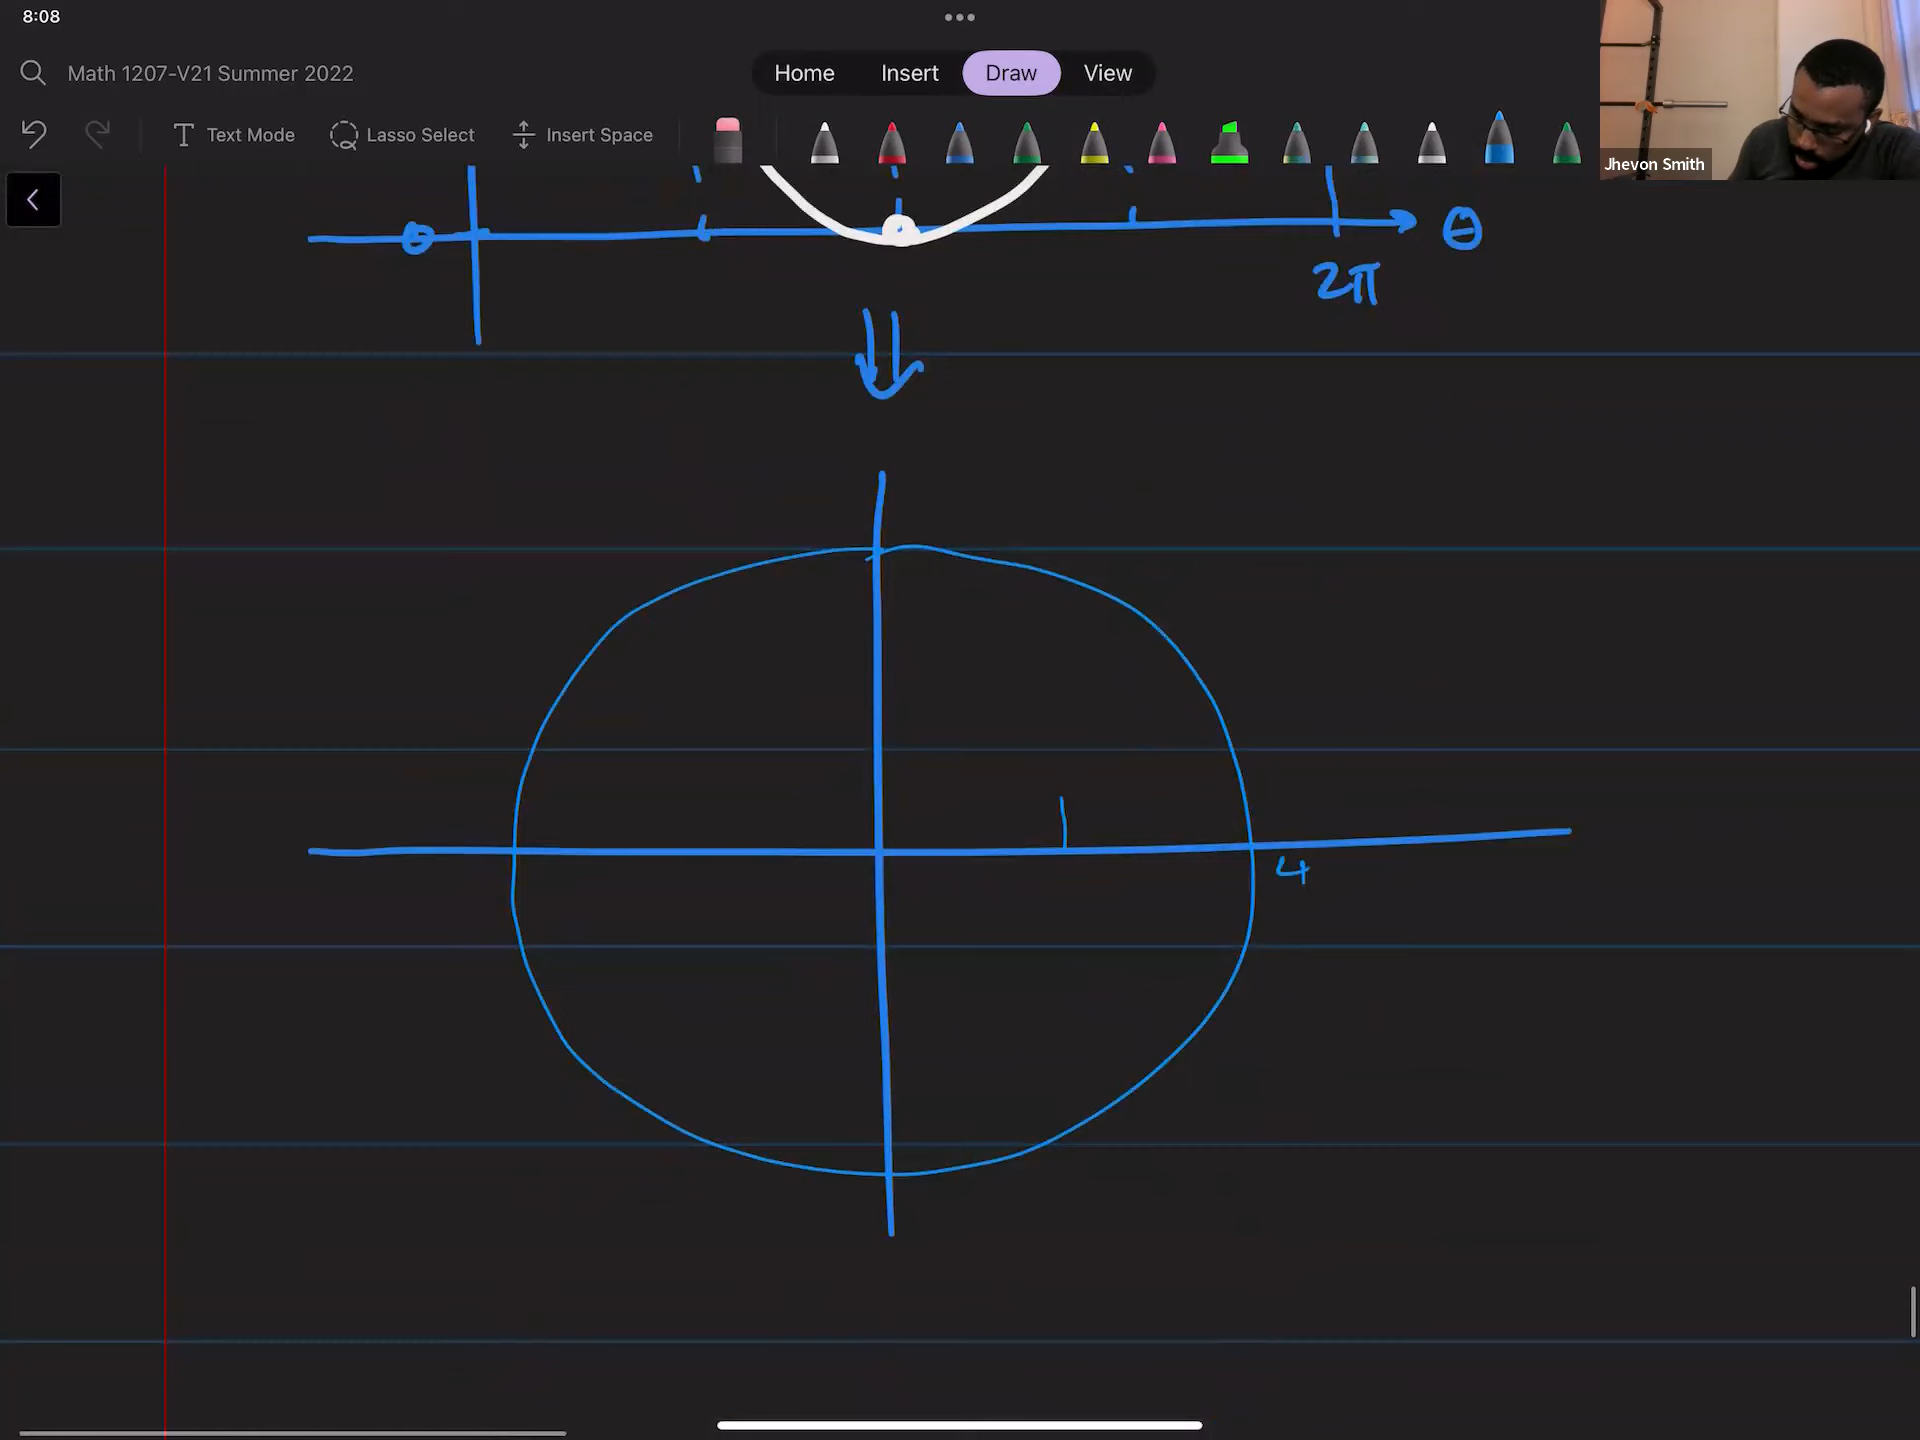 8:08
Math 1207-V21 Summer 2022
Home Insert Draw View
Text Mode Lasso Select Insert Space
Jhevon Smith
θ
2π
4